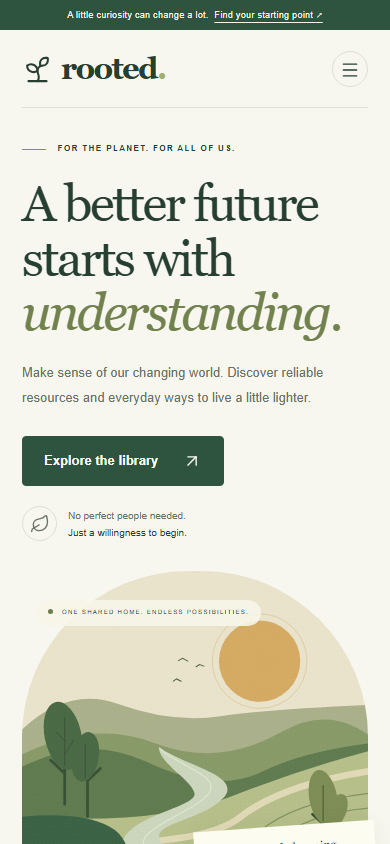 A little curiosity can change a lot. Find your starting point ↗
rooted.
FOR THE PLANET. FOR ALL OF US.
A better future
starts with
understanding.
Make sense of our changing world. Discover reliable
resources and everyday ways to live a little lighter.
Explore the library
No perfect people needed.
Just a willingness to begin.
ONE SHARED HOME. ENDLESS POSSIBILITIES.